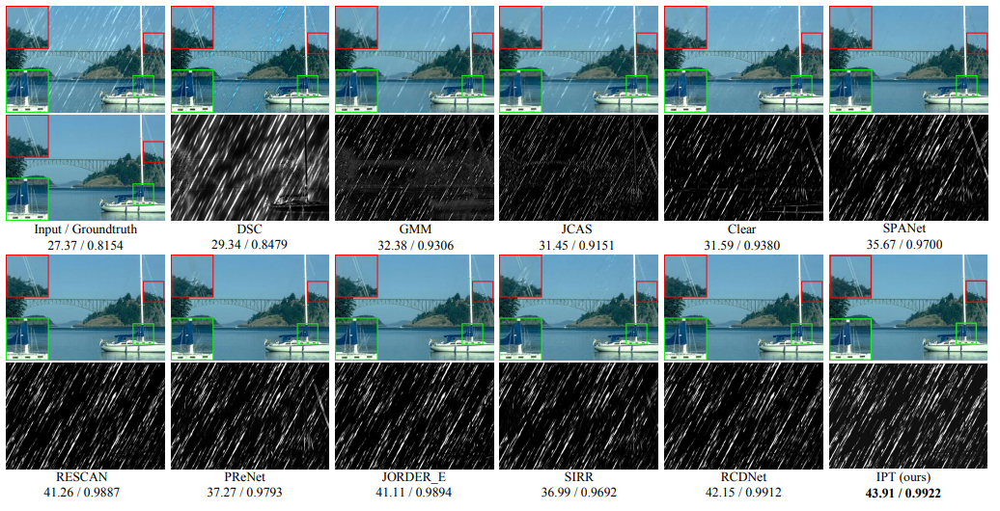 Input / Groundtruth DSC GMM JCAS Clear SPANet
27.37 / 0.8154 29.34 / 0.8479 32.38 / 0.9306 31.45 / 0.9151 31.59 / 0.9380 35.67 / 0.9700
RESCAN PReNet JORDER_E SIRR RCDNet IPT (ours)
41.26 / 0.9887 37.27 / 0.9793 41.11 / 0.9894 36.99 / 0.9692 42.15 / 0.9912 43.91 / 0.9922